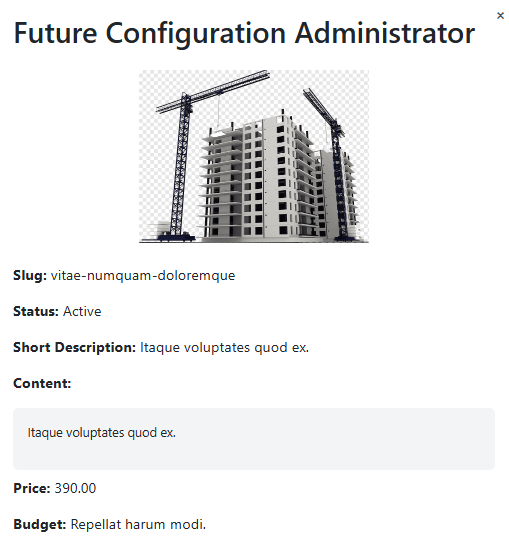 ×
Future Configuration Administrator
Slug: vitae-numquam-doloremque
Status: Active
Short Description: Itaque voluptates quod ex.
Content:
Itaque voluptates quod ex.
Price: 390.00
Budget: Repellat harum modi.